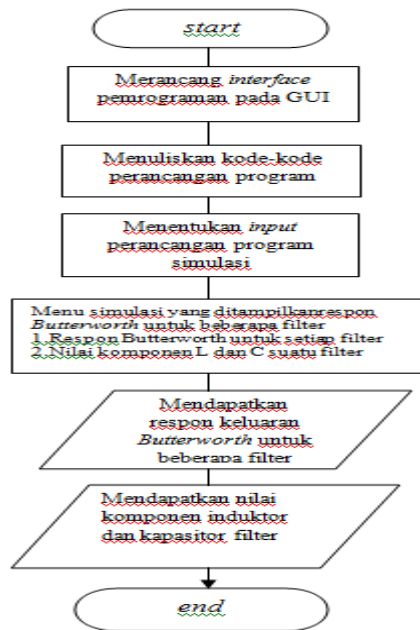 start
Merancang interface
pemrograman pada GUI
Menuliskan kode-kode
perancangan program
Menentukan input
perancangan program
simulasi
Menu simulasi yang ditampilkanrespon
Butterworth untuk beberapa filter
1.Respon Butterworth untuk setiap filter
2.Nilai komponen L dan C suatu filter
Mendapatkan
respon keluaran
Butterworth untuk
beberapa filter
Mendapatkan nilai
komponen induktor
dan kapasitor filter
end